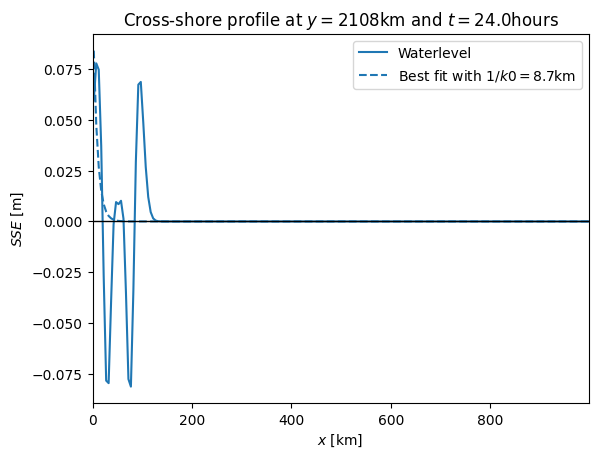 Cross-shore profile at y = 2108km and t = 24.0hours
Waterlevel
Best fit with 1/k0 = 8.7km
0.075
0.050
0.025
0.000
−0.025
−0.050
−0.075
SSE [m]
0 200 400 600 800
x [km]